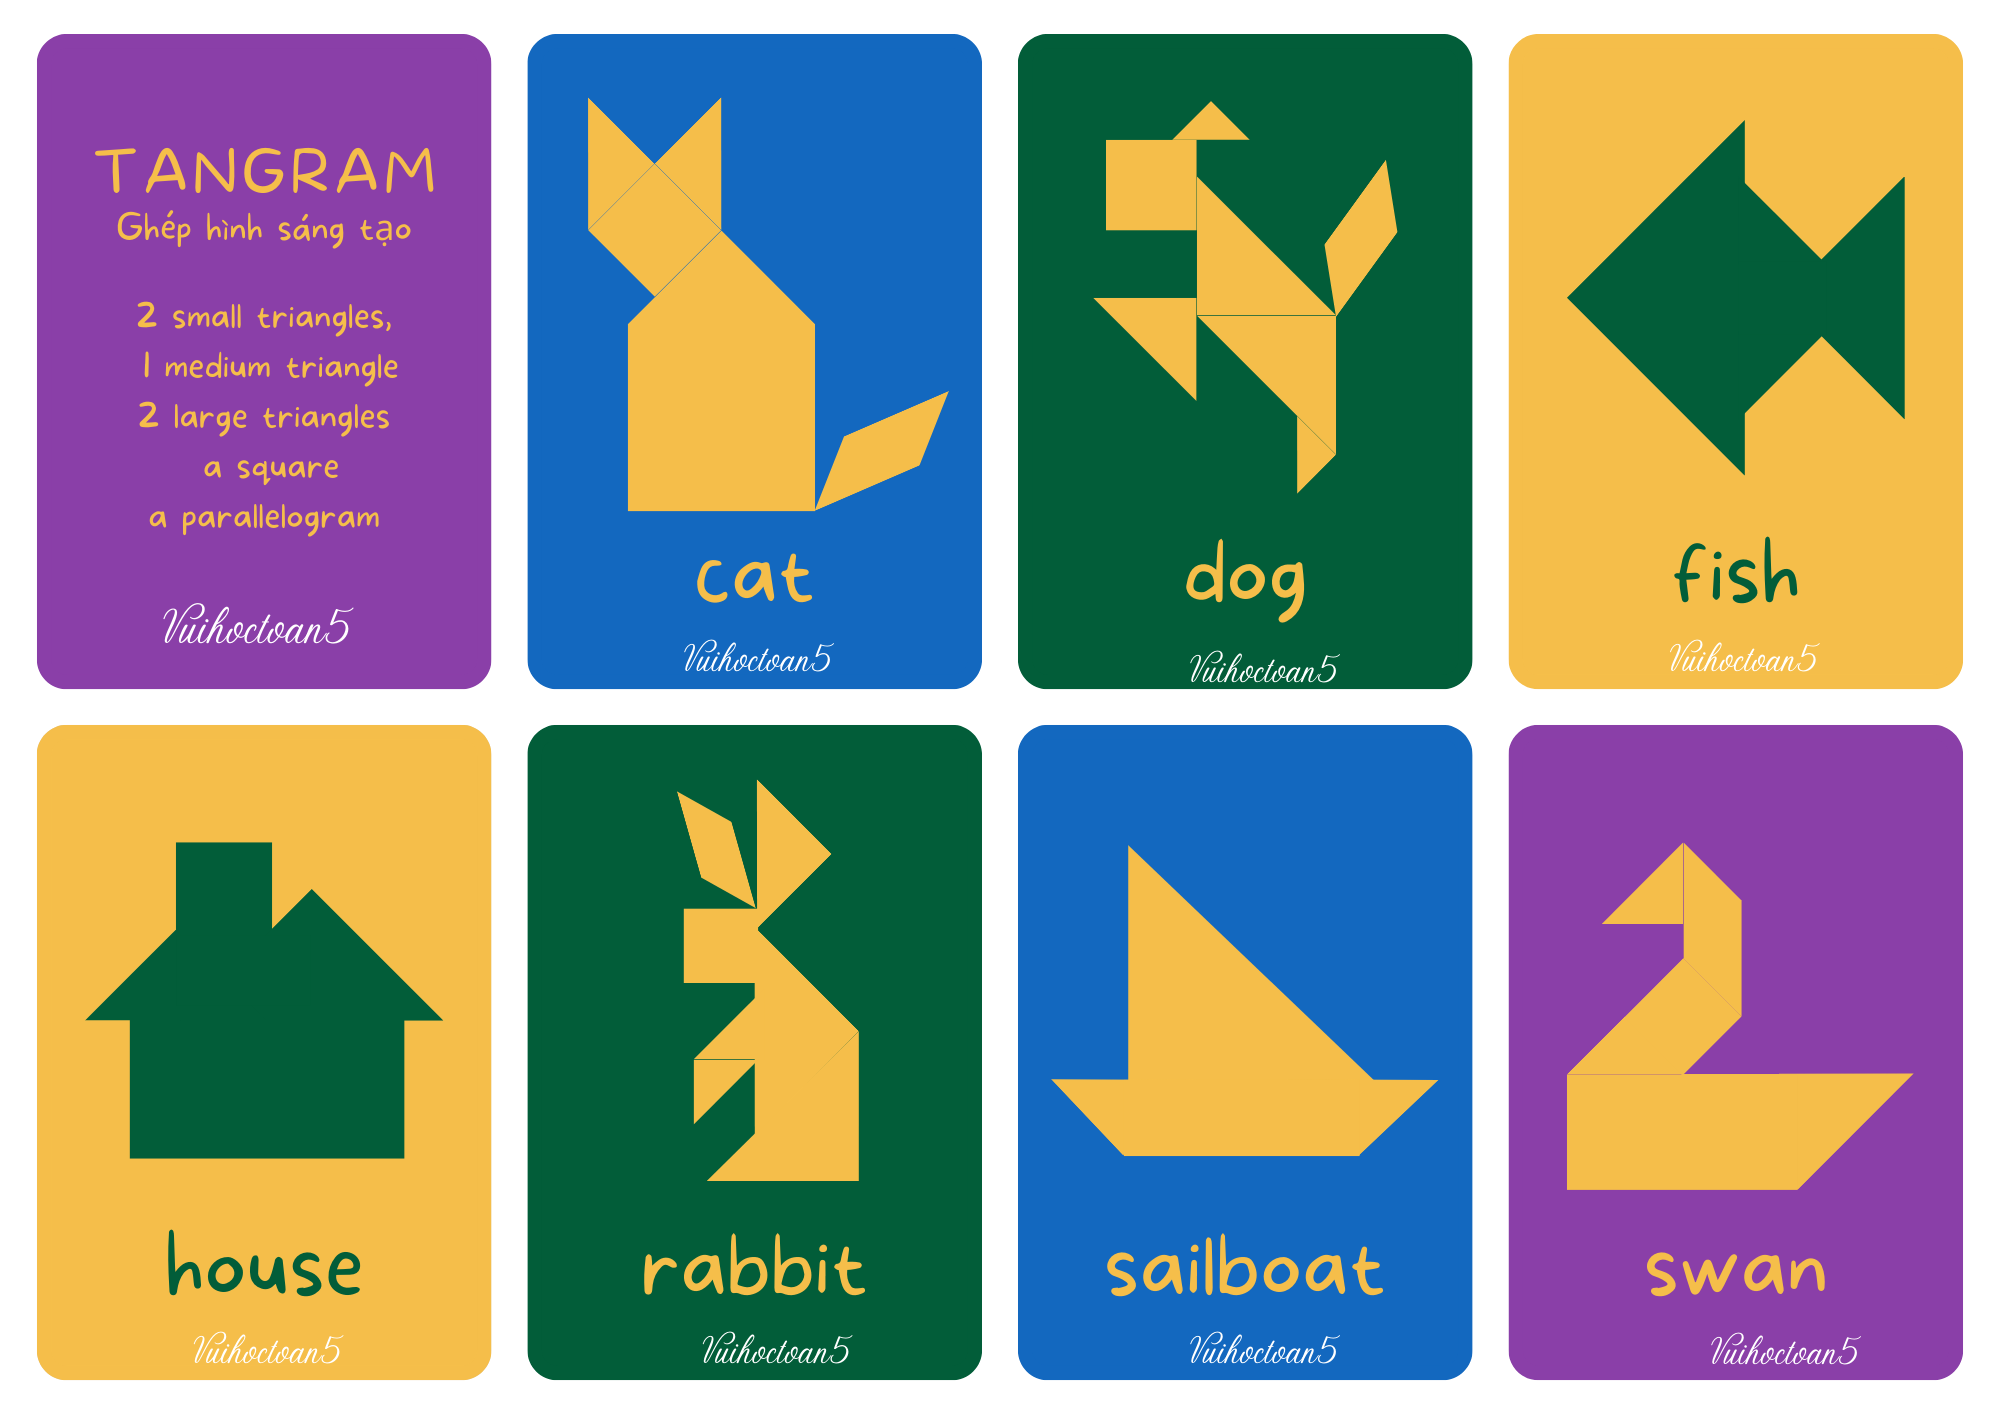 TANGRAM
Ghép hình sáng tạo
2 small triangles,
1 medium triangle
2 large triangles
a square
a parallelogram
Vuihoctoan5
cat
Vuihoctoan5
dog
Vuihoctoan5
fish
Vuihoctoan5
house
Vuihoctoan5
rabbit
Vuihoctoan5
sailboat
Vuihoctoan5
swan
Vuihoctoan5